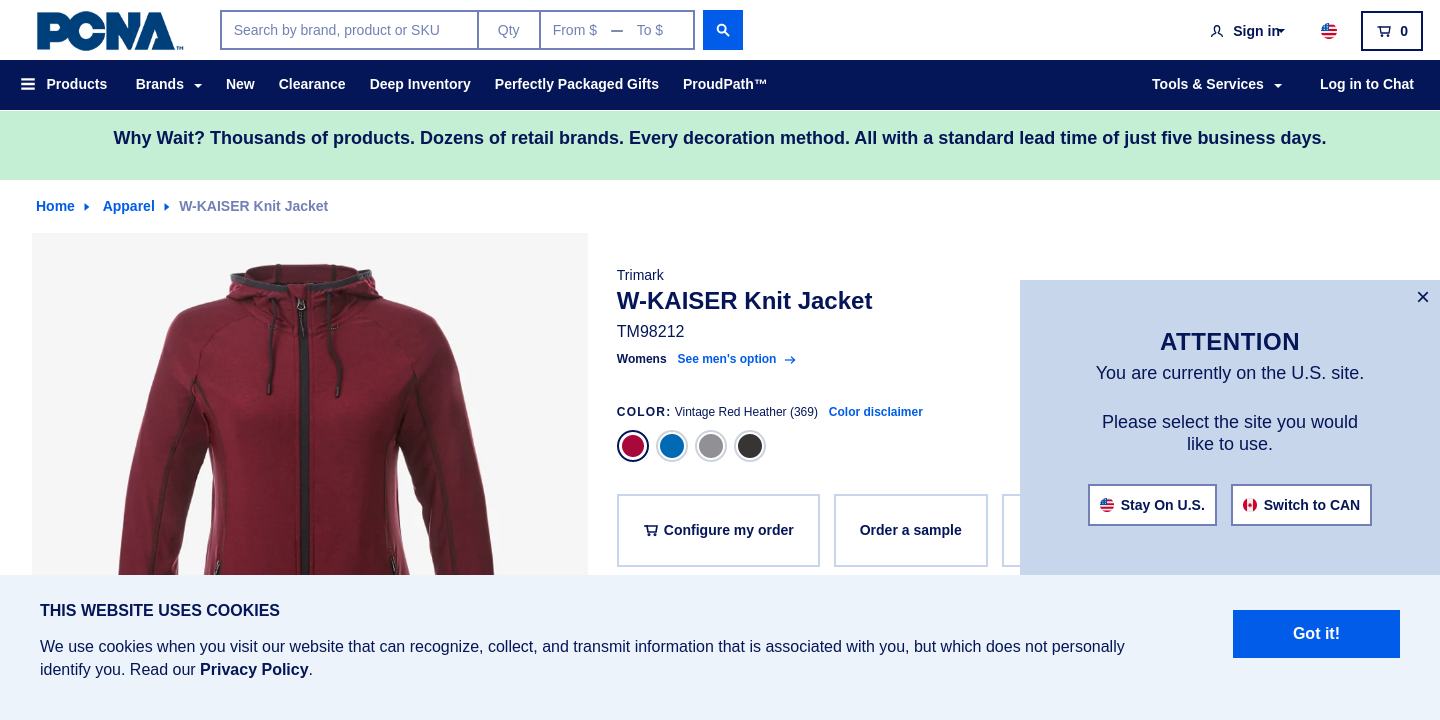 PCNA™
Search by brand, product or SKU
Qty
From $ — To $
Sign in
0
Products
Brands
New
Clearance
Deep Inventory
Perfectly Packaged Gifts
ProudPath™
Tools & Services
Log in to Chat
Why Wait? Thousands of products. Dozens of retail brands. Every decoration method. All with a standard lead time of just five business days.
Home
Apparel
W-KAISER Knit Jacket
Trimark
W-KAISER Knit Jacket
TM98212
Womens See men's option
COLOR: Vintage Red Heather (369) Color disclaimer
Configure my order
Order a sample
×
ATTENTION
You are currently on the U.S. site.
Please select the site you would
like to use.
Stay On U.S.
Switch to CAN
THIS WEBSITE USES COOKIES
We use cookies when you visit our website that can recognize, collect, and transmit information that is associated with you, but which does not personally
identify you. Read our Privacy Policy.
Got it!